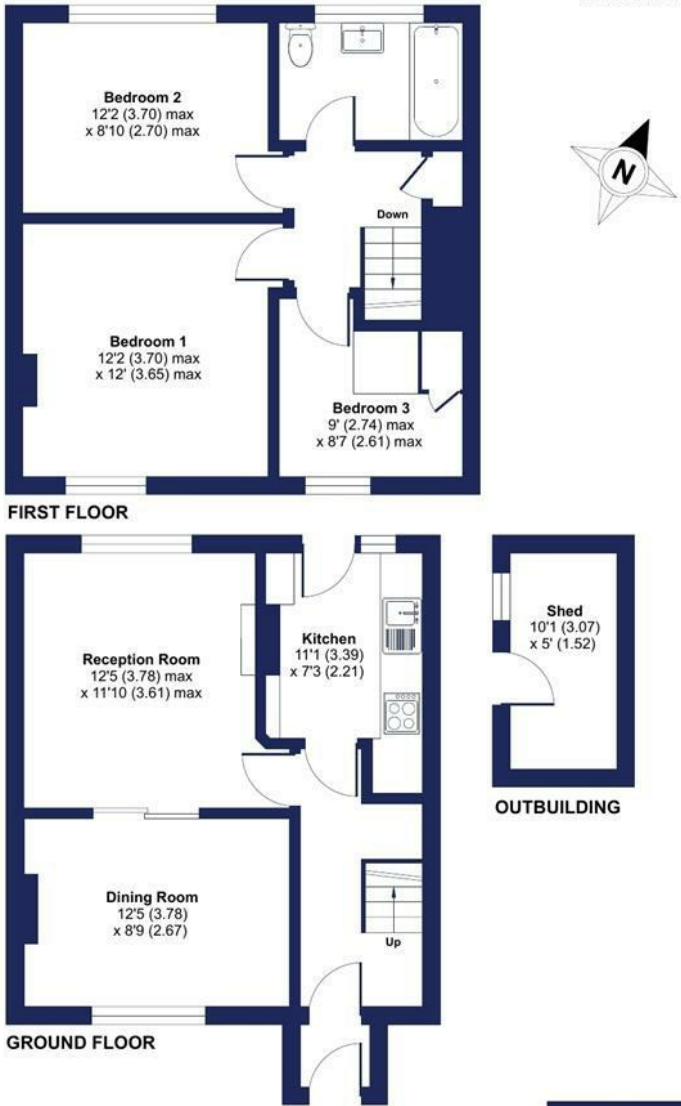 Bedroom 2
12'2 (3.70) max
x 8'10 (2.70) max
N
Down
Bedroom 1
12'2 (3.70) max
x 12' (3.65) max
Bedroom 3
9' (2.74) max
x 8'7 (2.61) max
FIRST FLOOR
Reception Room
12'5 (3.78) max
x 11'10 (3.61) max
Kitchen
11'1 (3.39)
x 7'3 (2.21)
Shed
10'1 (3.07)
x 5' (1.52)
OUTBUILDING
Dining Room
12'5 (3.78)
x 8'9 (2.67)
Up
GROUND FLOOR